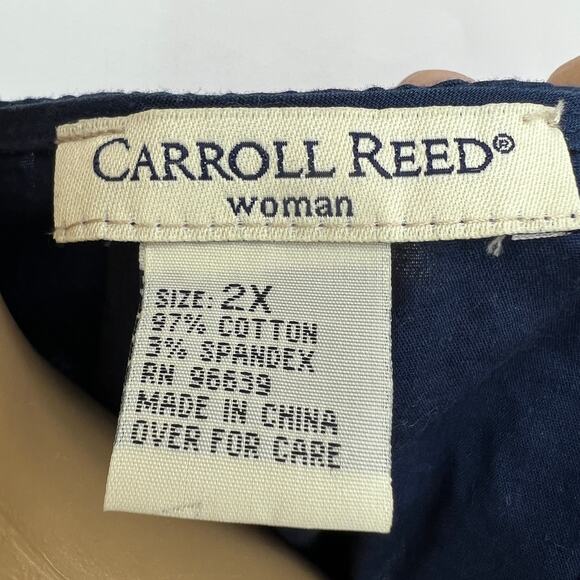 CARROLL REED®
woman
SIZE: 2X
97% COTTON
3% SPANDEX
RN 96639
MADE IN CHINA
OVER FOR CARE